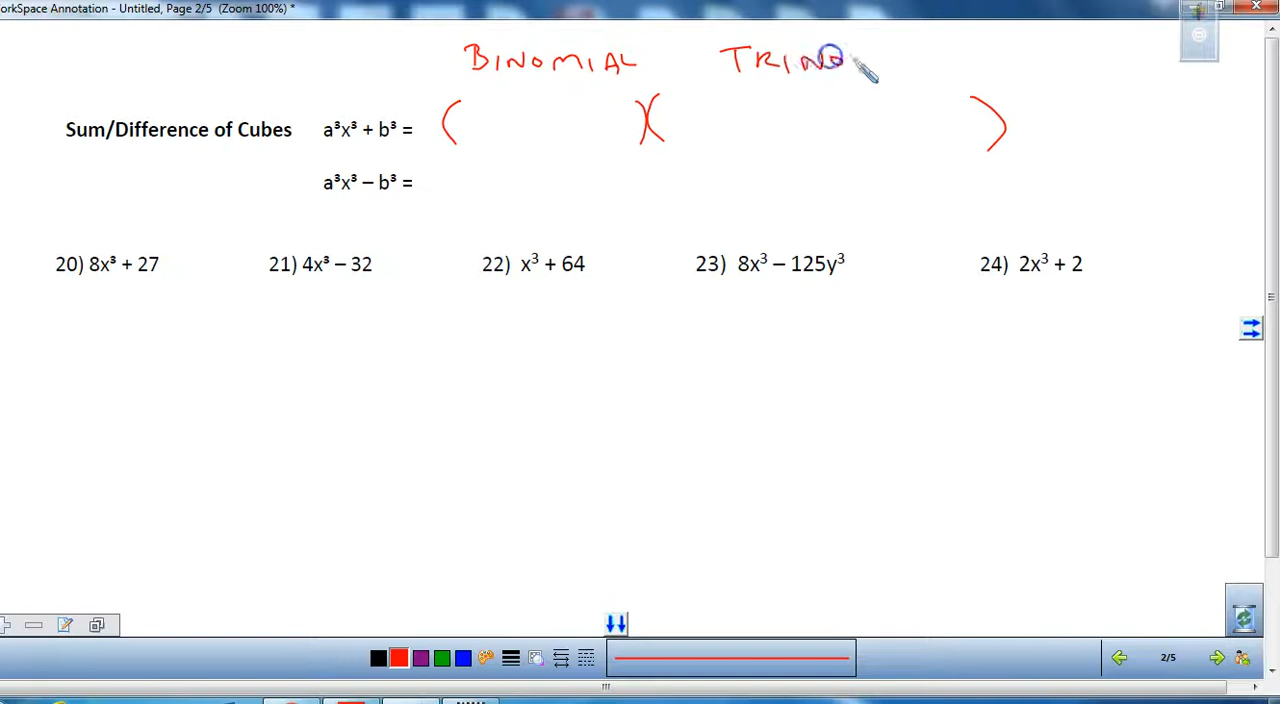 orkSpace Annotation - Untitled, Page 2/5 (Zoom 100%) *
BINOMIAL TRINO
Sum/Difference of Cubes a³x³ + b³ = ( )( )
a³x³ – b³ =
20) 8x³ + 27 21) 4x³ – 32 22) x³ + 64 23) 8x³ – 125y³ 24) 2x³ + 2
2/5